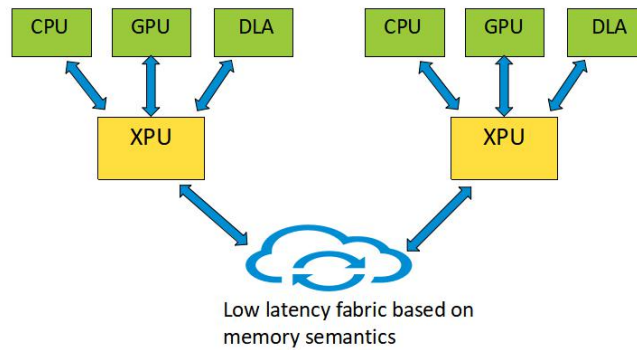 CPU GPU DLA CPU GPU DLA
XPU XPU
Low latency fabric based on
memory semantics